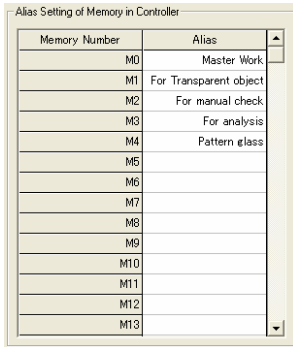 Alias Setting of Memory in Controller
Memory Number Alias
M0 Master Work
M1 For Transparent object
M2 For manual check
M3 For analysis
M4 Pattern glass
M5
M6
M7
M8
M9
M10
M11
M12
M13